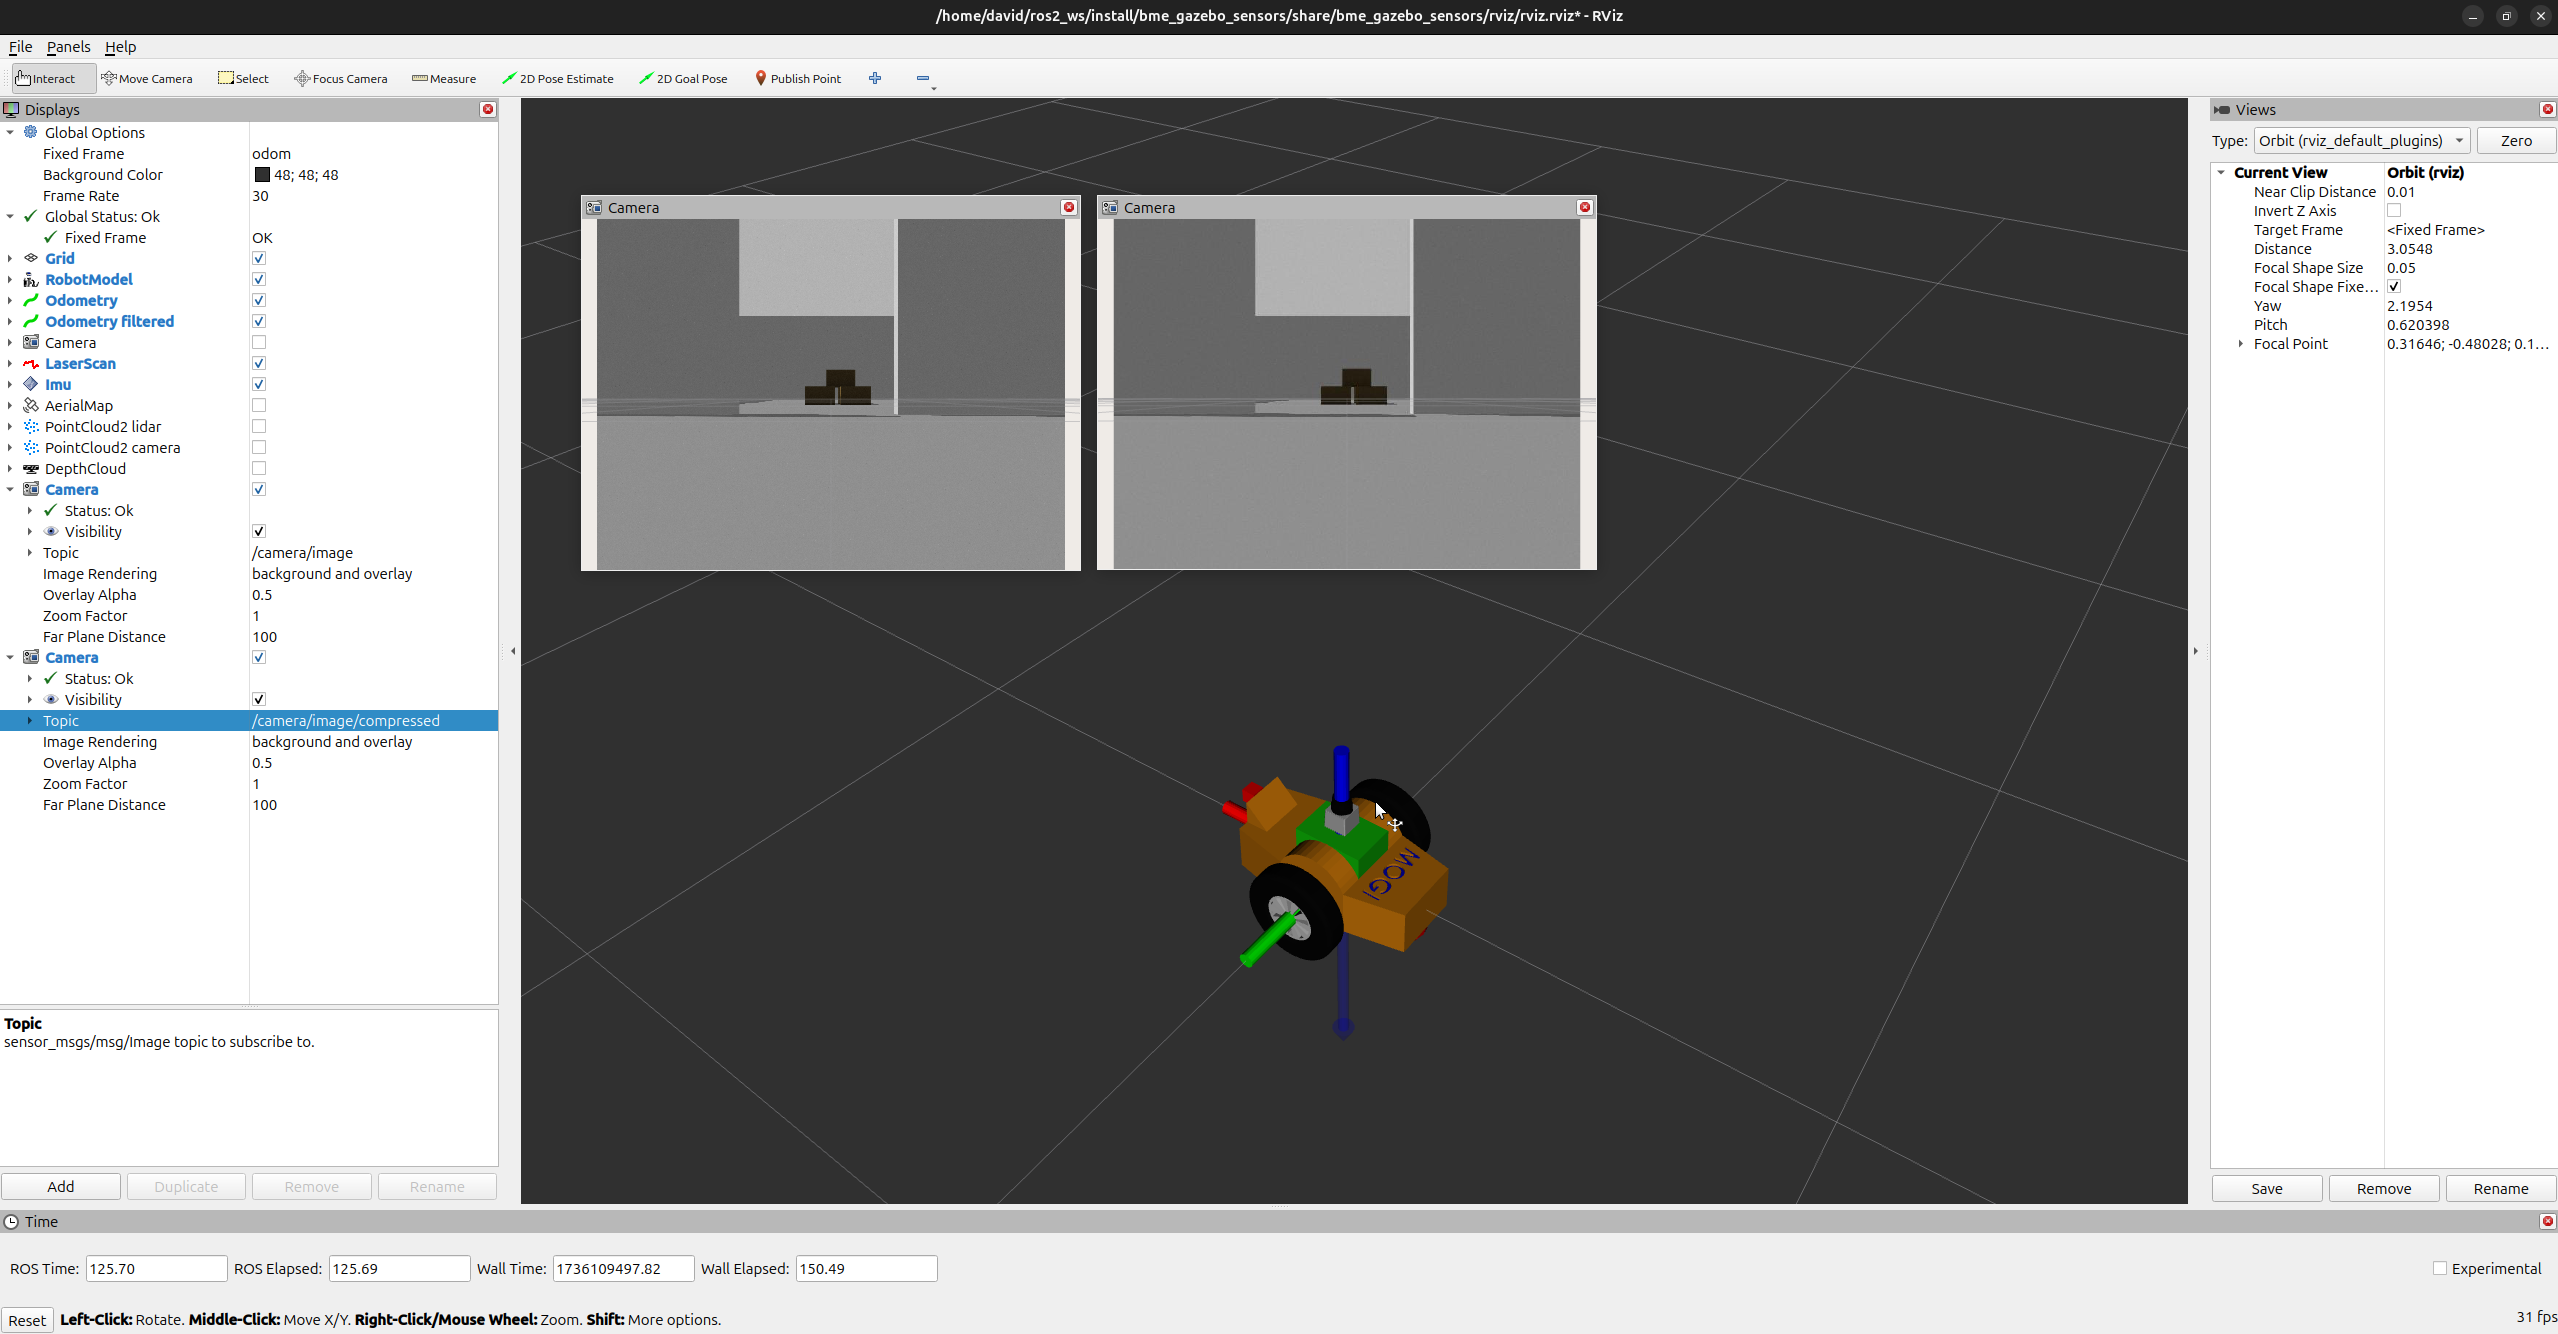 /home/david/ros2_ws/install/bme_gazebo_sensors/share/bme_gazebo_sensors/rviz/rviz.rviz* - RViz
File Panels Help
Interact Move Camera Select Focus Camera Measure 2D Pose Estimate 2D Goal Pose Publish Point
Displays
Global Options
Fixed Frame odom
Background Color 48; 48; 48
Frame Rate 30
Global Status: Ok
Fixed Frame OK
Grid
RobotModel
Odometry
Odometry filtered
Camera
LaserScan
Imu
AerialMap
PointCloud2 lidar
PointCloud2 camera
DepthCloud
Camera
Status: Ok
Visibility
Topic /camera/image
Image Rendering background and overlay
Overlay Alpha 0.5
Zoom Factor 1
Far Plane Distance 100
Camera
Status: Ok
Visibility
Topic /camera/image/compressed
Image Rendering background and overlay
Overlay Alpha 0.5
Zoom Factor 1
Far Plane Distance 100
Topic
sensor_msgs/msg/Image topic to subscribe to.
Add Duplicate Remove Rename
Camera
Camera
MOGI
Views
Type: Orbit (rviz_default_plugins) Zero
Current View Orbit (rviz)
Near Clip Distance 0.01
Invert Z Axis
Target Frame <Fixed Frame>
Distance 3.0548
Focal Shape Size 0.05
Focal Shape Fixe...
Yaw 2.1954
Pitch 0.620398
Focal Point 0.31646; -0.48028; 0.1...
Save Remove Rename
Time
ROS Time: 125.70 ROS Elapsed: 125.69 Wall Time: 1736109497.82 Wall Elapsed: 150.49 Experimental
Reset Left-Click: Rotate. Middle-Click: Move X/Y. Right-Click/Mouse Wheel: Zoom. Shift: More options. 31 fps